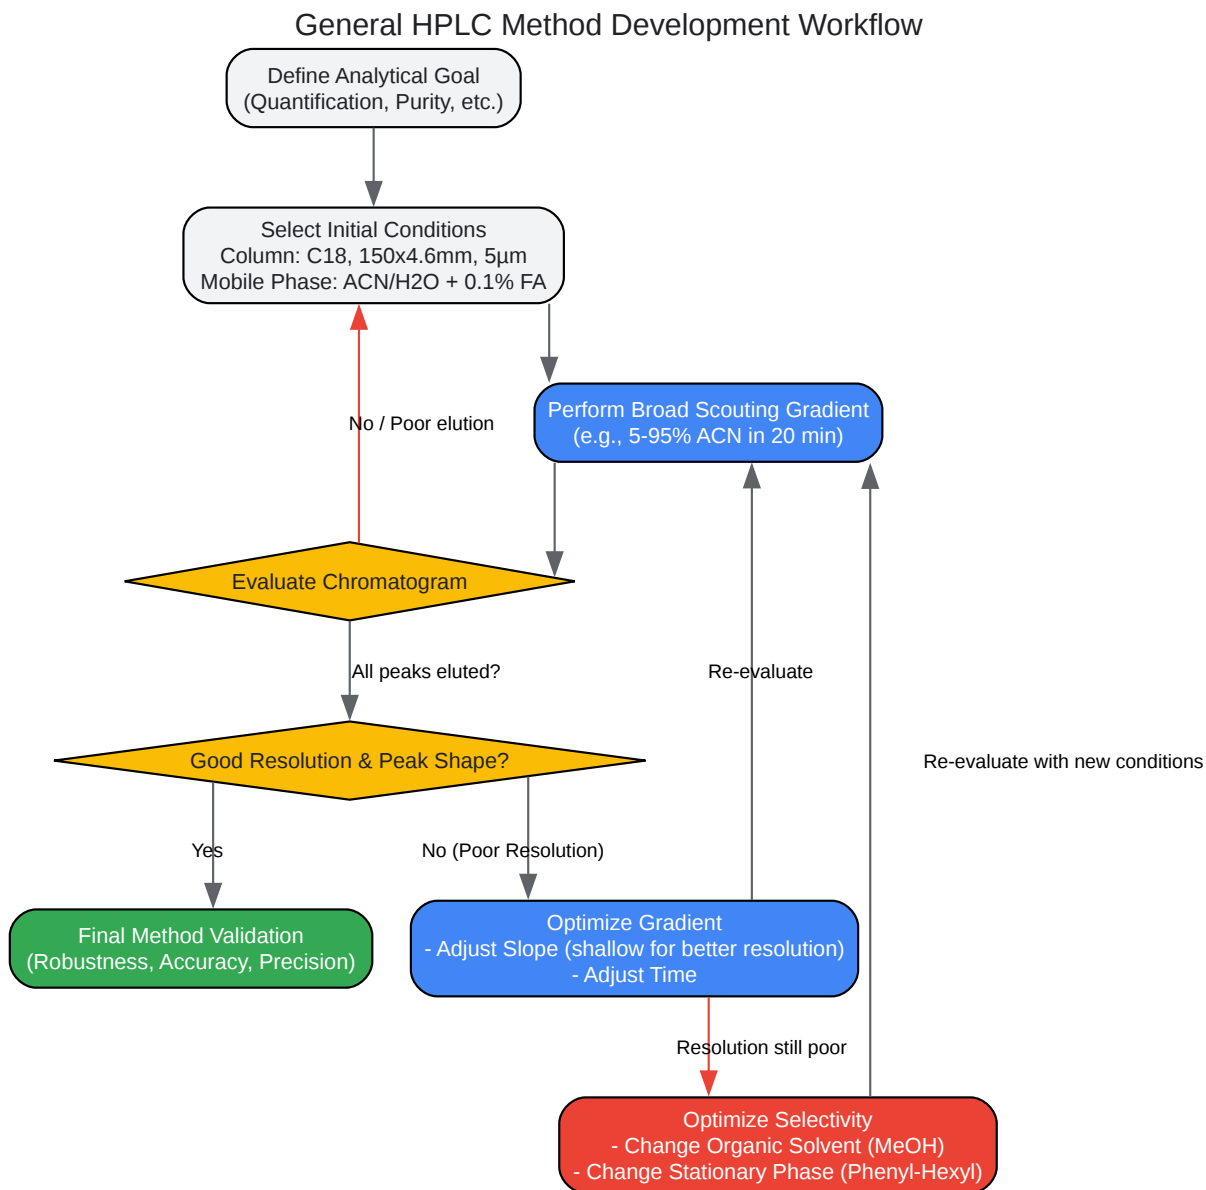 General HPLC Method Development Workflow
Define Analytical Goal
(Quantification, Purity, etc.)
Select Initial Conditions
Column: C18, 150x4.6mm, 5µm
Mobile Phase: ACN/H2O + 0.1% FA
No / Poor elution
Perform Broad Scouting Gradient
(e.g., 5-95% ACN in 20 min)
Evaluate Chromatogram
All peaks eluted?
Re-evaluate
Good Resolution & Peak Shape?
Re-evaluate with new conditions
Yes
No (Poor Resolution)
Final Method Validation
(Robustness, Accuracy, Precision)
Optimize Gradient
- Adjust Slope (shallow for better resolution)
- Adjust Time
Resolution still poor
Optimize Selectivity
- Change Organic Solvent (MeOH)
- Change Stationary Phase (Phenyl-Hexyl)